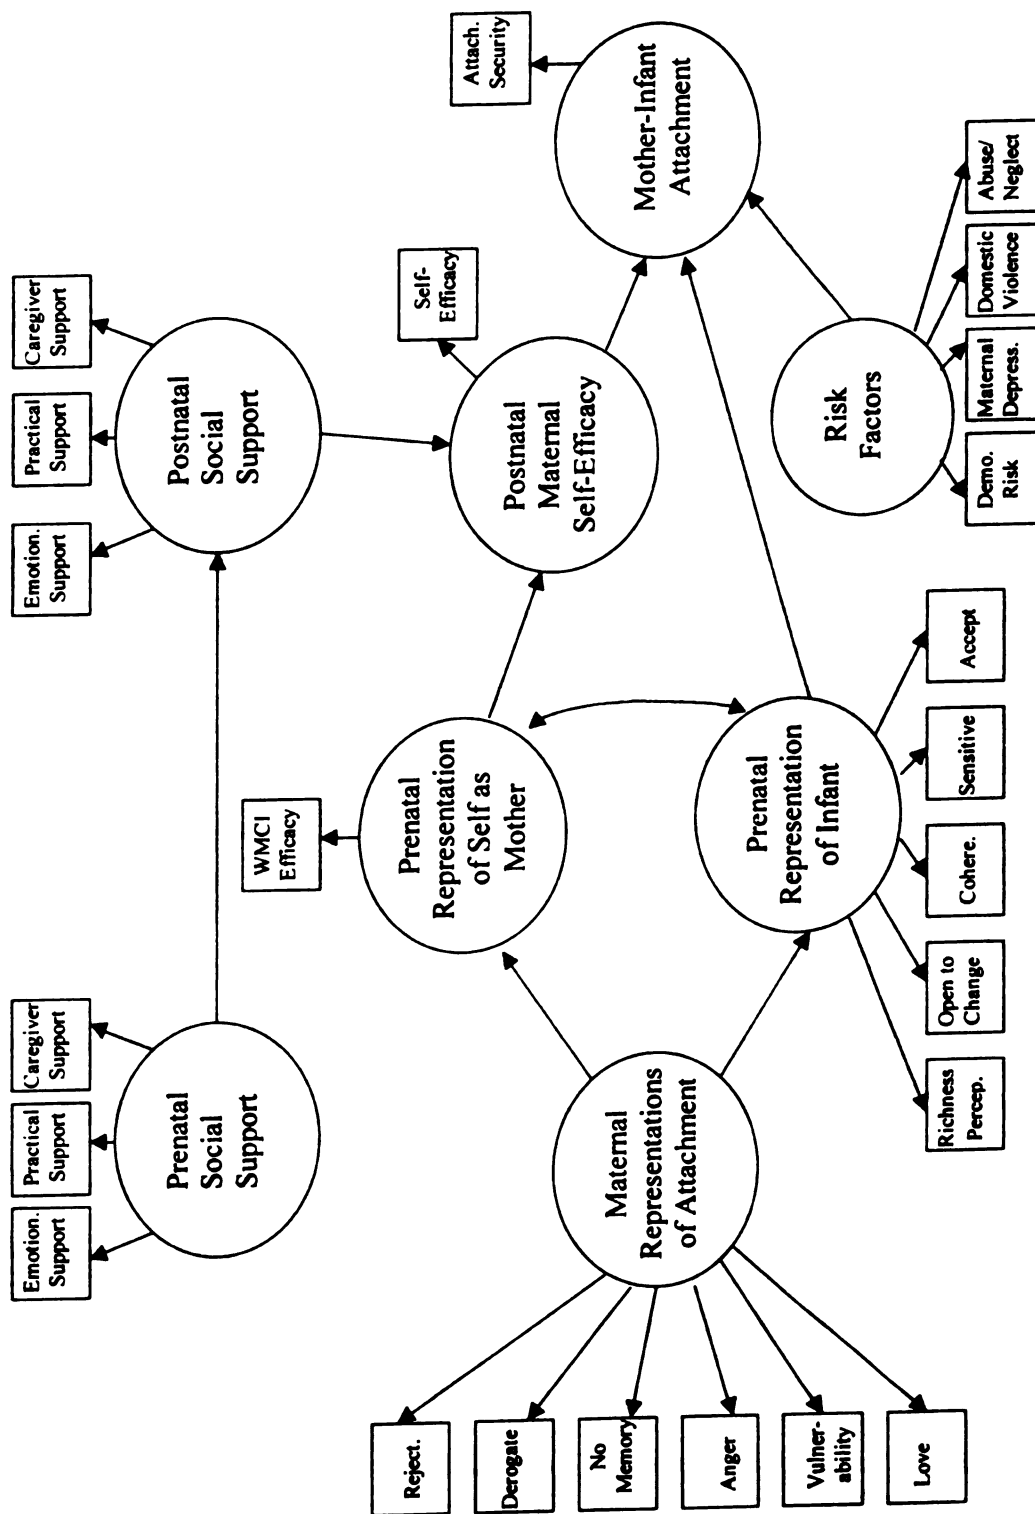 Emotion.
Support
Practical
Support
Caregiver
Support
Emotion.
Support
Practical
Support
Caregiver
Support
Prenatal
Social
Support
Postnatal
Social
Support
WMCI
Efficacy
Self-
Efficacy
Attach.
Security
Prenatal
Representation
of Self as
Mother
Postnatal
Maternal
Self-Efficacy
Mother-Infant
Attachment
Reject.
Derogate
No
Memory
Anger
Vulner-
ability
Love
Maternal
Representations
of Attachment
Prenatal
Representation
of Infant
Risk
Factors
Richness
Percep.
Open to
Change
Cohere.
Sensitive
Accept
Demo.
Risk
Maternal
Depress.
Domestic
Violence
Abuse/
Neglect